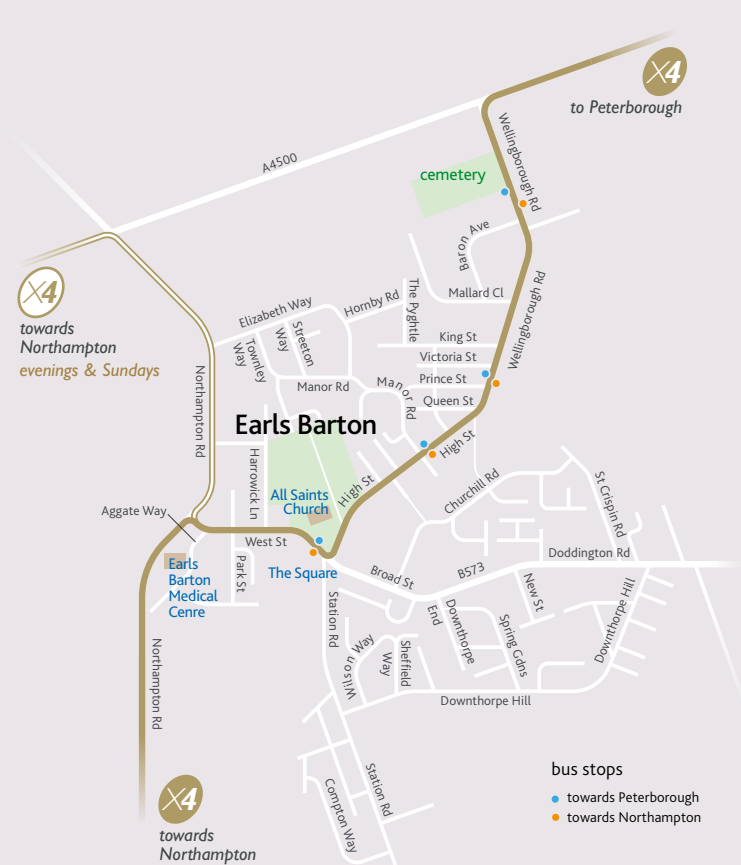 X4
to Peterborough
A4500
Wellingborough Rd
cemetery
Baron Ave
X4
towards
Northampton
evenings & Sundays
Mallard Cl
Wellingborough Rd
Elizabeth Way
Hornby Rd
The Pyghtle
Streeton
Way
Townley
Way
King St
Victoria St
Prince St
Queen St
Manor Rd
Manor Rd
Northampton Rd
Earls Barton
High St
Harrowick Ln
All Saints
Church
High St
Churchill Rd
St Crispin Rd
Aggate Way
West St
The Square
Earls
Barton
Medical
Cenre
Park St
Broad St
B573
Doddington Rd
Station Rd
New St
Downthorpe
End
Spring Gdns
Downthorpe Hill
Wilson Way
Sheffield
Way
Northampton Rd
Downthorpe Hill
Station Rd
Compton Way
X4
towards
Northampton
bus stops
towards Peterborough
towards Northampton